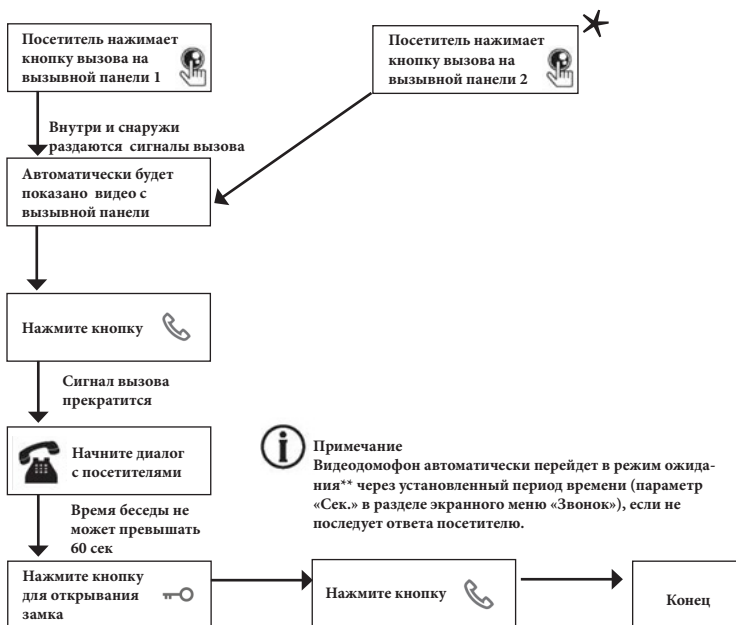 Посетитель нажимает
кнопку вызова на
вызывной панели 1
Посетитель нажимает
кнопку вызова на
вызывной панели 2
Внутри и снаружи
раздаются сигналы вызова
Автоматически будет
показано видео с
вызывной панели
Нажмите кнопку
Сигнал вызова
прекратится
Начните диалог
с посетителями
Примечание
Видеодомофон автоматически перейдет в режим ожида-
ния** через установленный период времени (параметр
«Сек.» в разделе экранного меню «Звонок»), если не
последует ответа посетителю.
Время беседы не
может превышать
60 сек
Нажмите кнопку
для открывания
замка
Нажмите кнопку
Конец